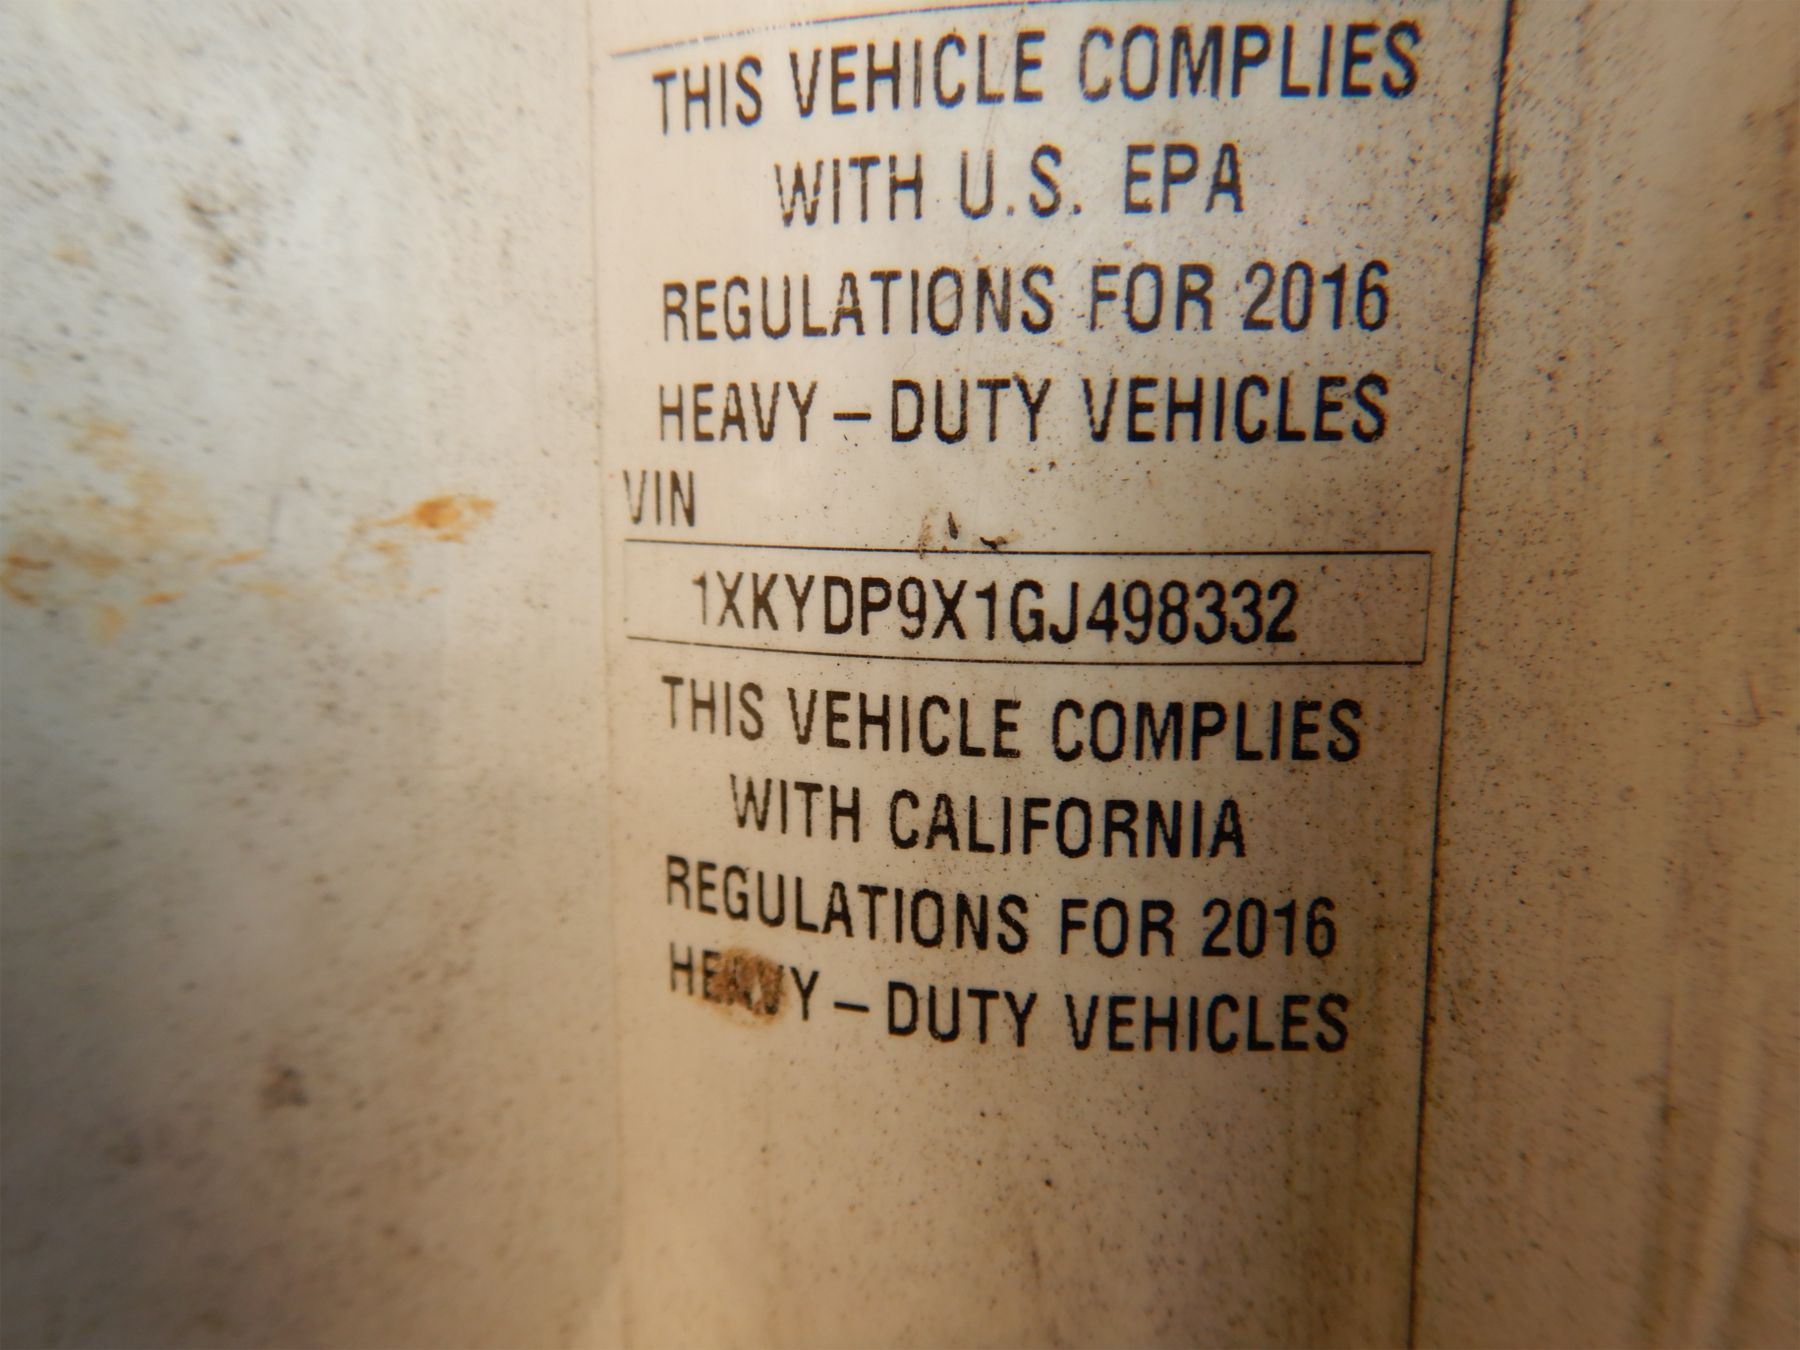 THIS VEHICLE COMPLIES
WITH U.S. EPA
REGULATIONS FOR 2016
HEAVY – DUTY VEHICLES
VIN
1XKYDP9X1GJ498332
THIS VEHICLE COMPLIES
WITH CALIFORNIA
REGULATIONS FOR 2016
HEAVY – DUTY VEHICLES